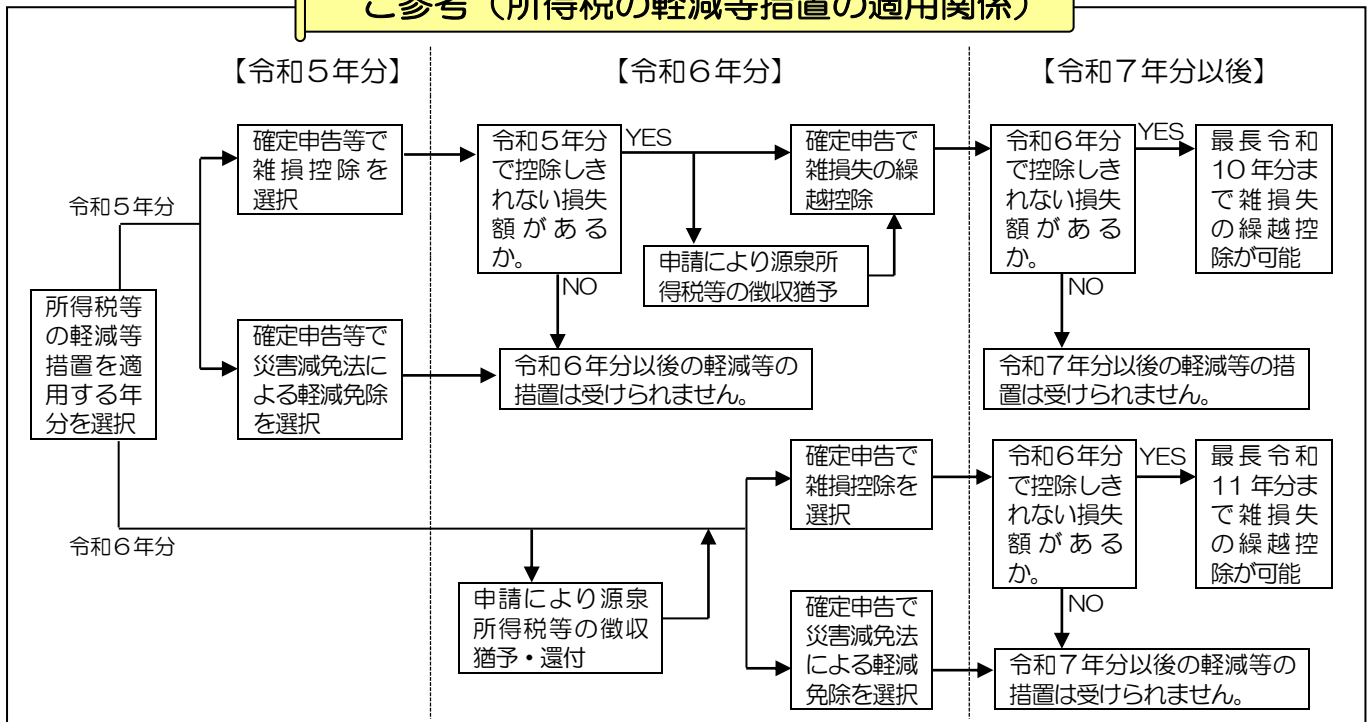 ご参考（所得税の軽減等措置の適用関係）
【令和５年分】
【令和６年分】
【令和７年分以後】
所得税等
の軽減等
措置を適
用する年
分を選択
令和５年分
確定申告等で
雑損控除を
選択
確定申告等で
災害減免法に
よる軽減免除
を選択
令和５年分
で控除しき
れない損失
額がある
か。
YES
NO
確定申告で
雑損失の繰
越控除
申請により源泉所
得税等の徴収猶予
令和６年分以後の軽減等の
措置は受けられません。
令和６年分
で控除しき
れない損失
額がある
か。
YES
NO
最長令和
10 年分ま
で雑損失
の繰越控
除が可能
令和７年分以後の軽減等の措
置は受けられません。
令和６年分
申請により源泉
所得税等の徴収
猶予・還付
確定申告で
雑損控除を
選択
確定申告で
災害減免法
による軽減
免除を選択
令和６年分
で控除しき
れない損失
額がある
か。
YES
NO
最長令和
11 年分ま
で雑損失
の繰越控
除が可能
令和７年分以後の軽減等の
措置は受けられません。